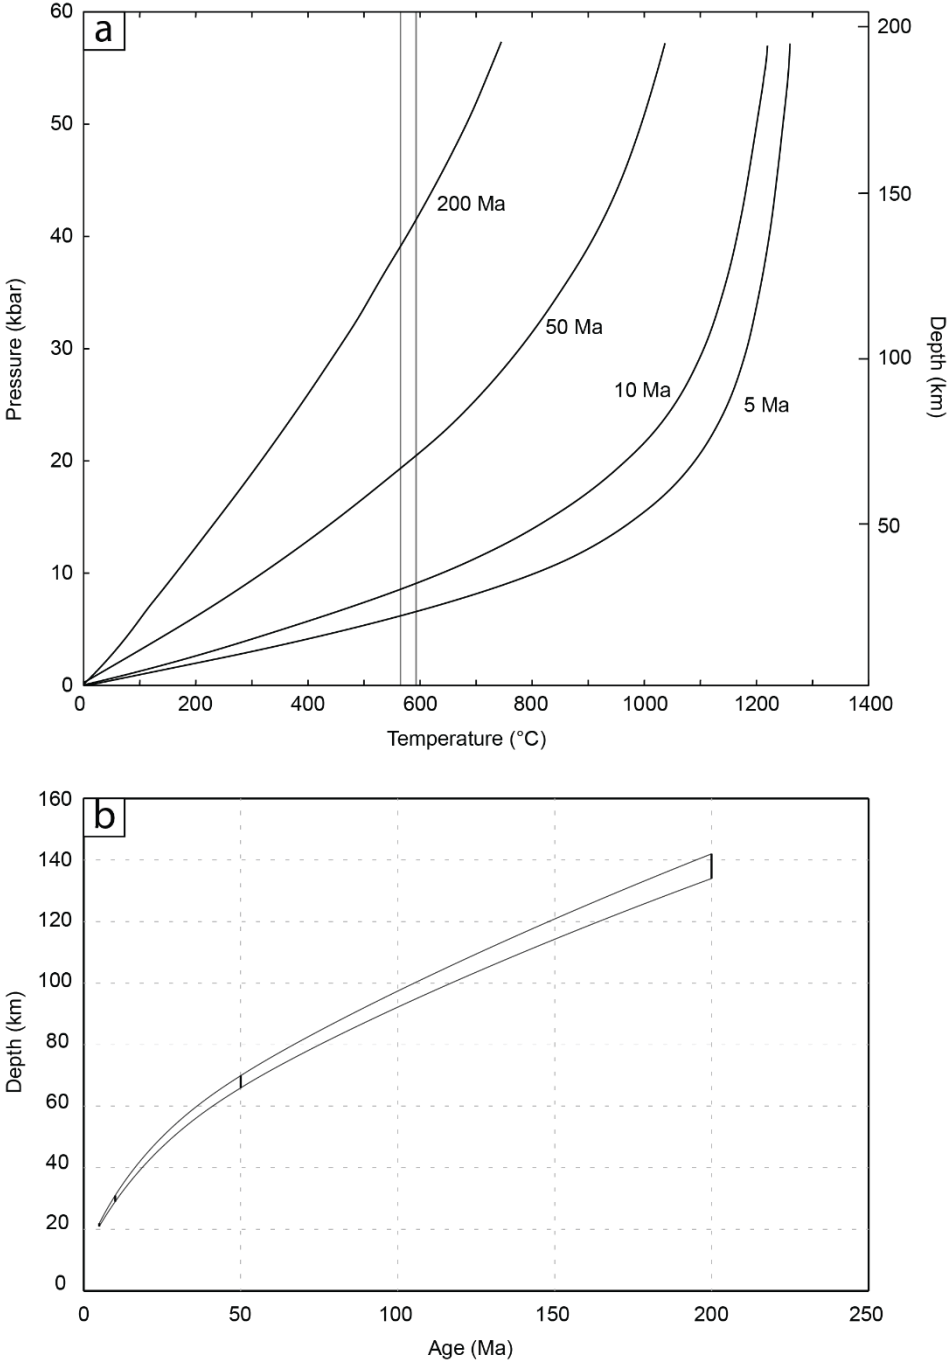 a
60
50
40
30
20
10
0
Pressure (kbar)
200
150
100
50
Depth (km)
200 Ma
50 Ma
10 Ma
5 Ma
0 200 400 600 800 1000 1200 1400
Temperature (°C)
b
160
140
120
100
80
60
40
20
0
Depth (km)
0 50 100 150 200 250
Age (Ma)